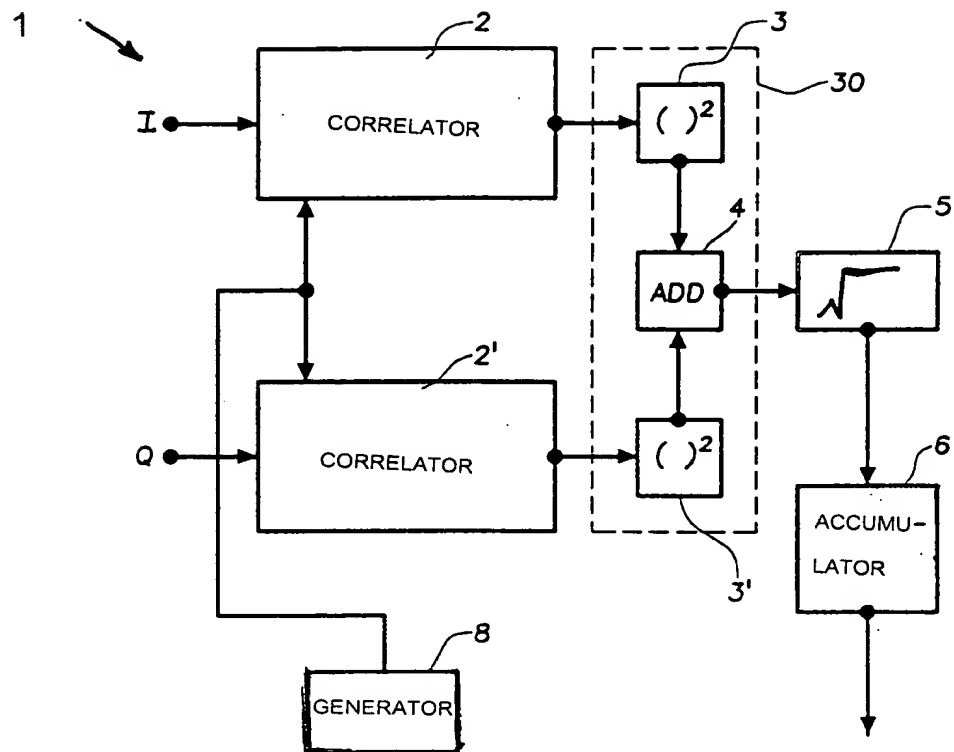 1
2
3
30
I
CORRELATOR
( )²
4
5
ADD
√
2'
6
Q
CORRELATOR
( )²
ACCUMU-
LATOR
3'
8
GENERATOR